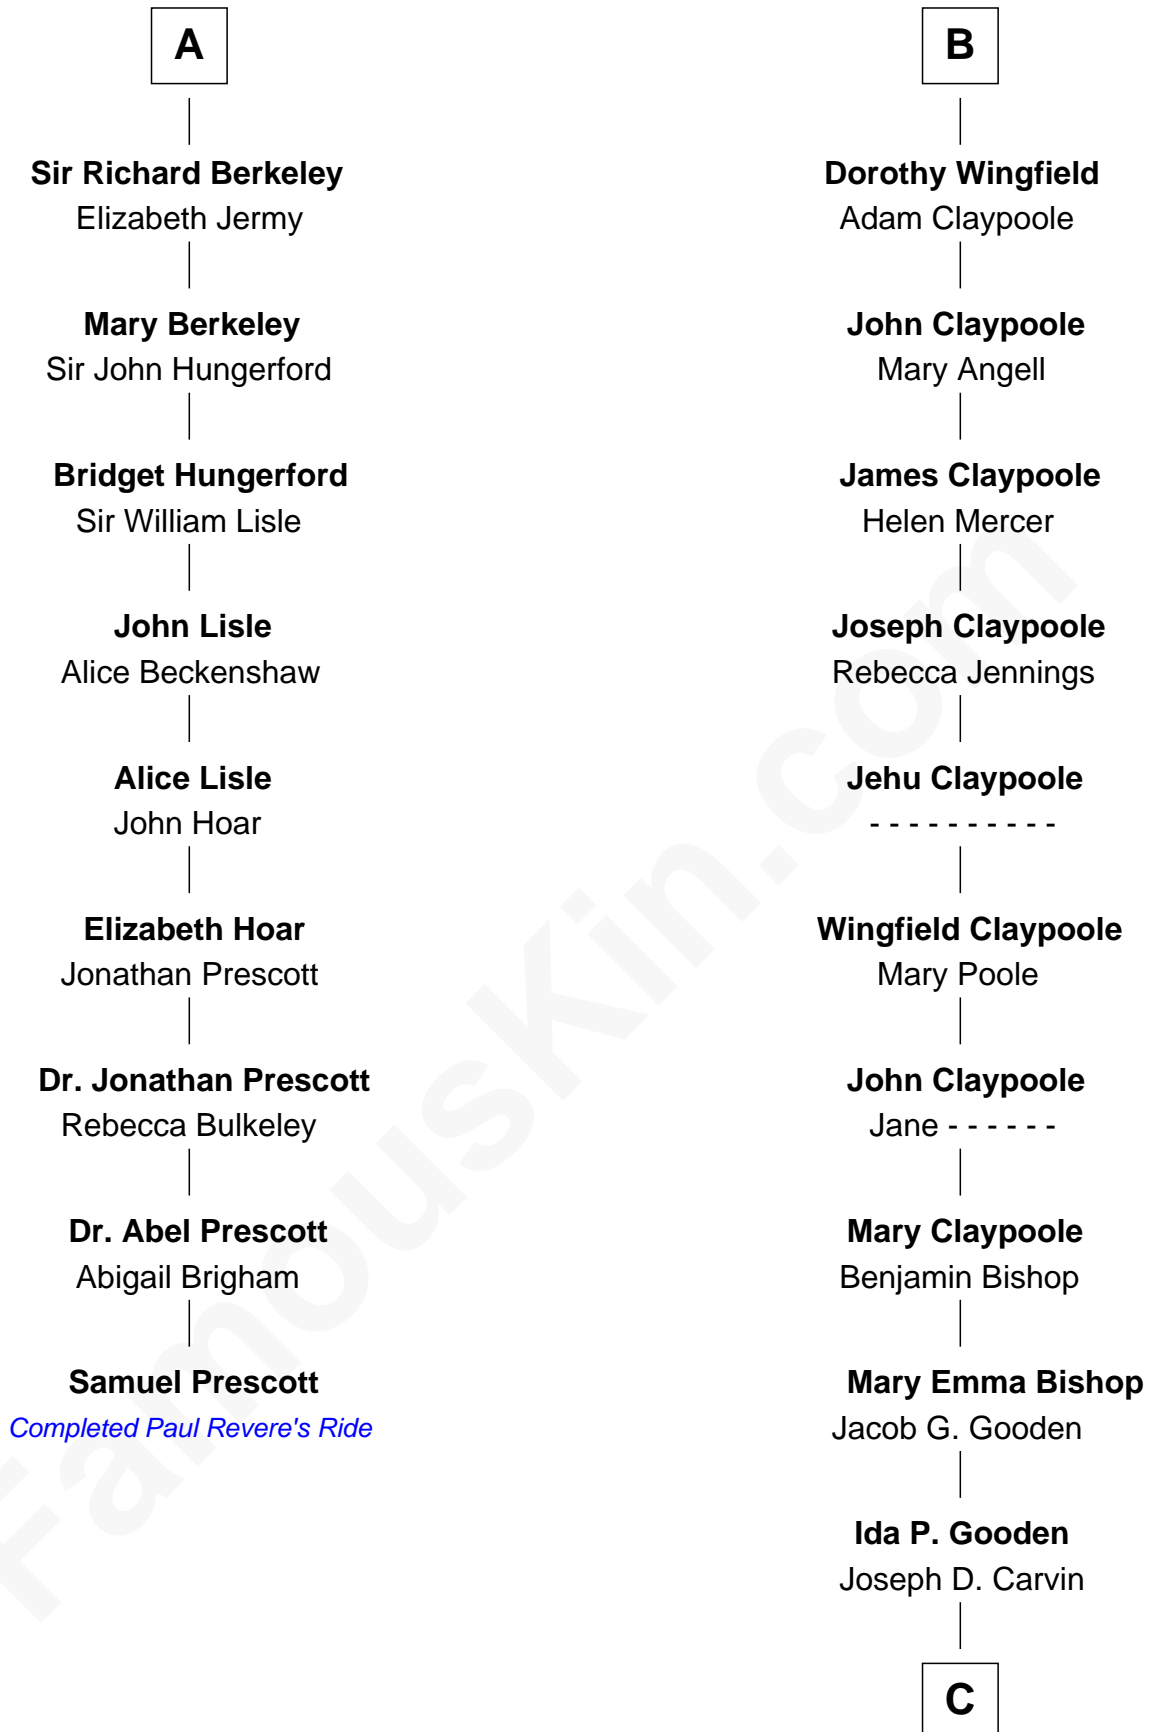 A
Sir Richard Berkeley
Elizabeth Jermy
Mary Berkeley
Sir John Hungerford
Bridget Hungerford
Sir William Lisle
John Lisle
Alice Beckenshaw
Alice Lisle
John Hoar
Elizabeth Hoar
Jonathan Prescott
Dr. Jonathan Prescott
Rebecca Bulkeley
Dr. Abel Prescott
Abigail Brigham
Samuel Prescott
Completed Paul Revere's Ride
B
Dorothy Wingfield
Adam Claypoole
John Claypoole
Mary Angell
James Claypoole
Helen Mercer
Joseph Claypoole
Rebecca Jennings
Jehu Claypoole
- - - - - - - - - -
Wingfield Claypoole
Mary Poole
John Claypoole
Jane - - - - - -
Mary Claypoole
Benjamin Bishop
Mary Emma Bishop
Jacob G. Gooden
Ida P. Gooden
Joseph D. Carvin
C
FamousKin.com